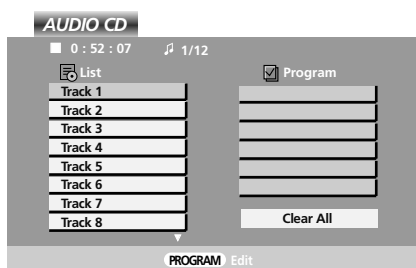 AUDIO CD
0 : 52 : 07 1/12
List
Track 1
Track 2
Track 3
Track 4
Track 5
Track 6
Track 7
Track 8
Program
Clear All
PROGRAM Edit